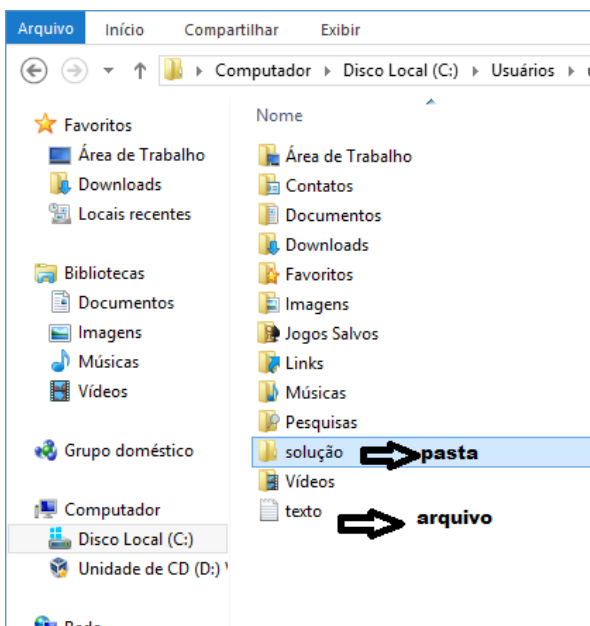 Arquivo Início Compartilhar Exibir
Computador Disco Local (C:) Usuários
Nome
Favoritos
Área de Trabalho
Downloads
Locais recentes
Bibliotecas
Documentos
Imagens
Músicas
Vídeos
Grupo doméstico
Computador
Disco Local (C:)
Unidade de CD (D:)
Área de Trabalho
Contatos
Documentos
Downloads
Favoritos
Imagens
Jogos Salvos
Links
Músicas
Pesquisas
solução pasta
Vídeos
texto arquivo